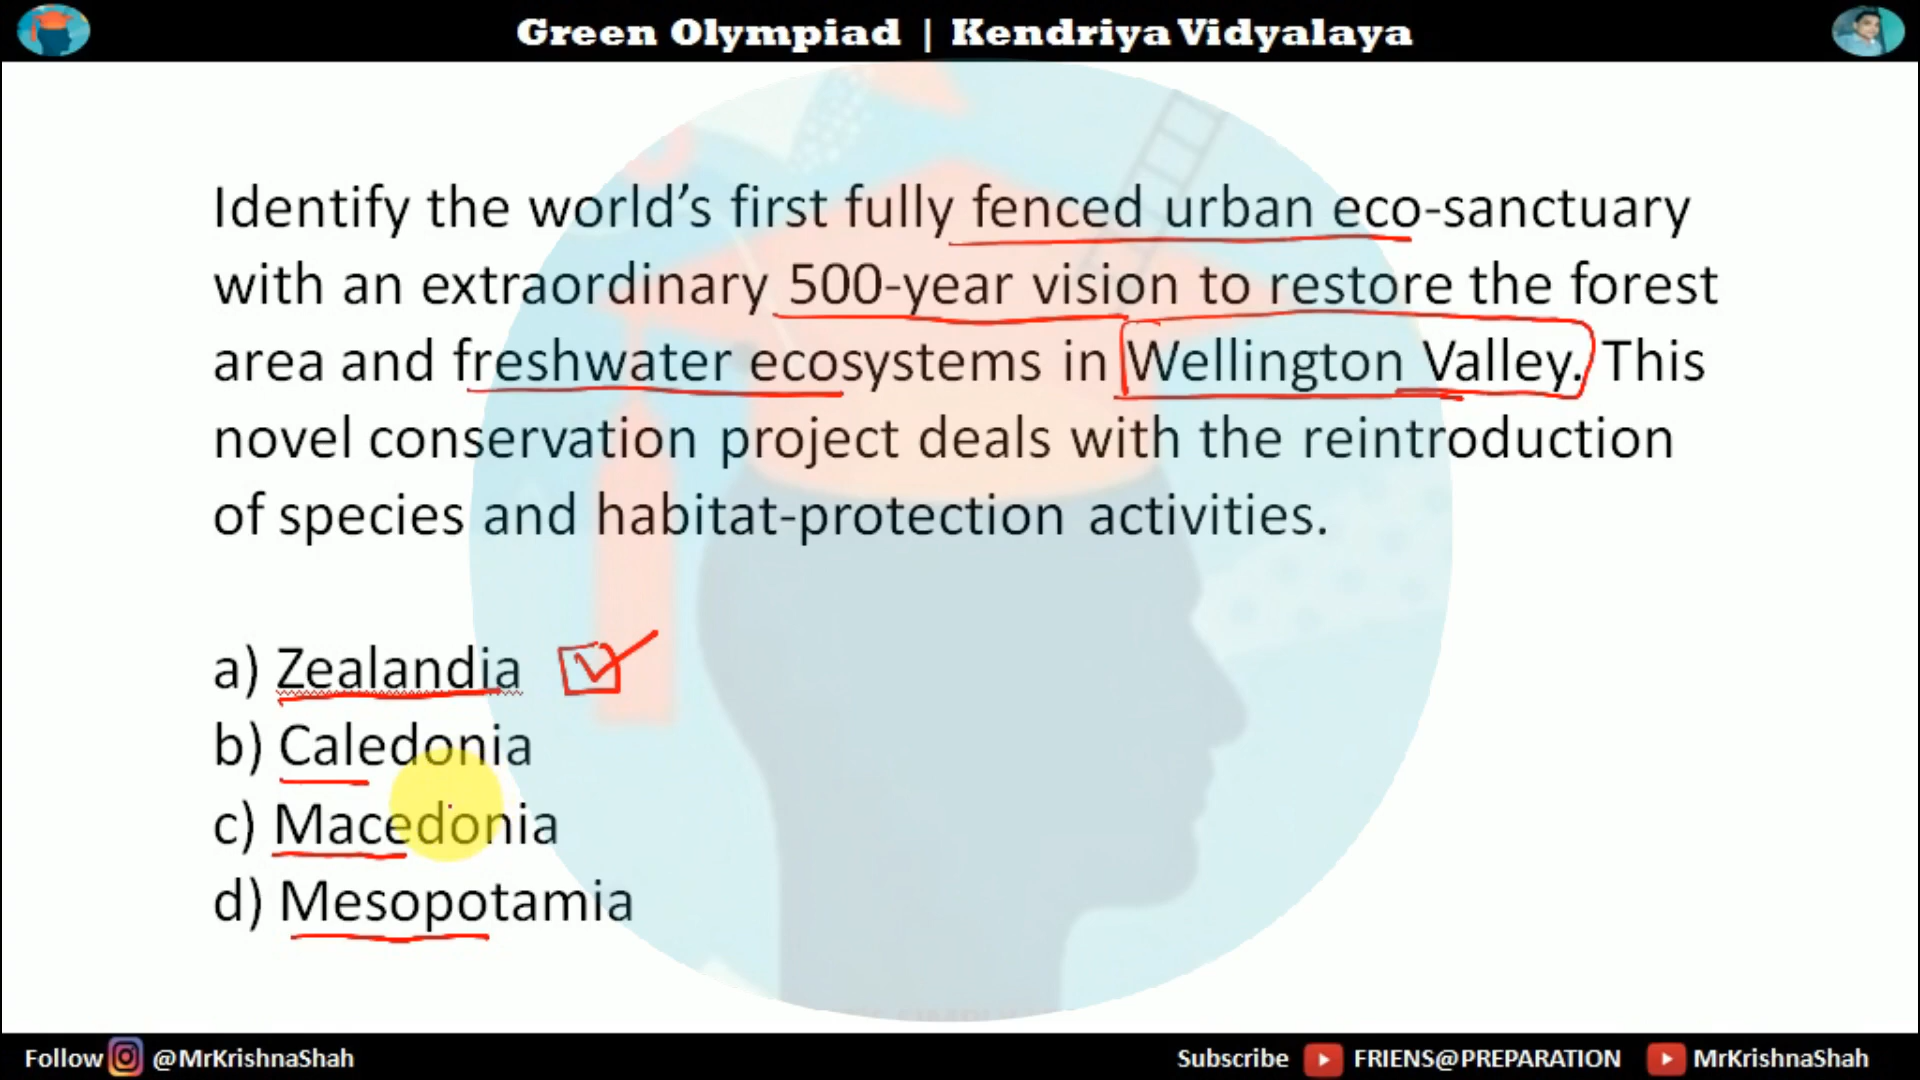 Green Olympiad | Kendriya Vidyalaya
Identify the world's first fully fenced urban eco-sanctuary
with an extraordinary 500-year vision to restore the forest
area and freshwater ecosystems in Wellington Valley. This
novel conservation project deals with the reintroduction
of species and habitat-protection activities.
a) Zealandia
b) Caledonia
c) Macedonia
d) Mesopotamia
Follow @MrKrishnaShah
Subscribe FRIENS@PREPARATION MrKrishnaShah